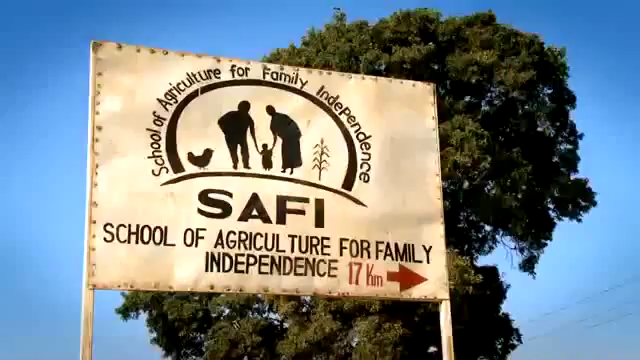 School of Agriculture for Family Independence
SAFI
SCHOOL OF AGRICULTURE FOR FAMILY
INDEPENDENCE 17 Km